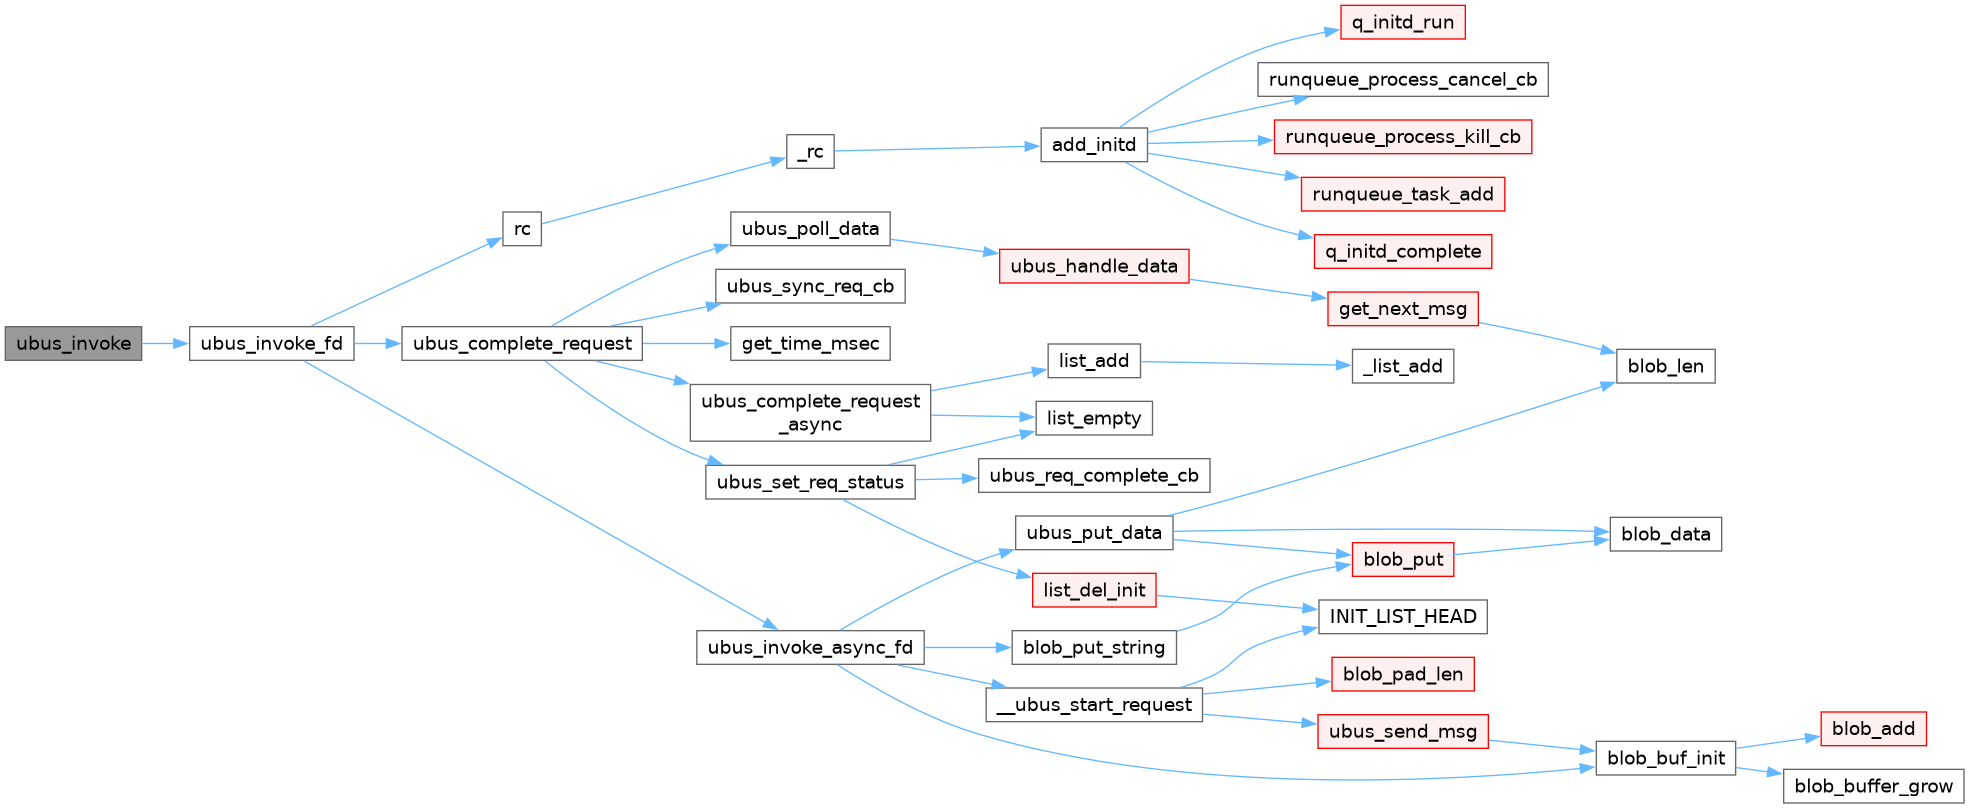 q_initd_run
runqueue_process_cancel_cb
_rc
add_initd
runqueue_process_kill_cb
runqueue_task_add
rc
ubus_poll_data
q_initd_complete
ubus_handle_data
ubus_sync_req_cb
get_next_msg
ubus_invoke
ubus_invoke_fd
ubus_complete_request
get_time_msec
list_add
_list_add
blob_len
ubus_complete_request
_async
list_empty
ubus_set_req_status
ubus_req_complete_cb
ubus_put_data
blob_data
blob_put
list_del_init
INIT_LIST_HEAD
ubus_invoke_async_fd
blob_put_string
blob_pad_len
__ubus_start_request
ubus_send_msg
blob_add
blob_buf_init
blob_buffer_grow